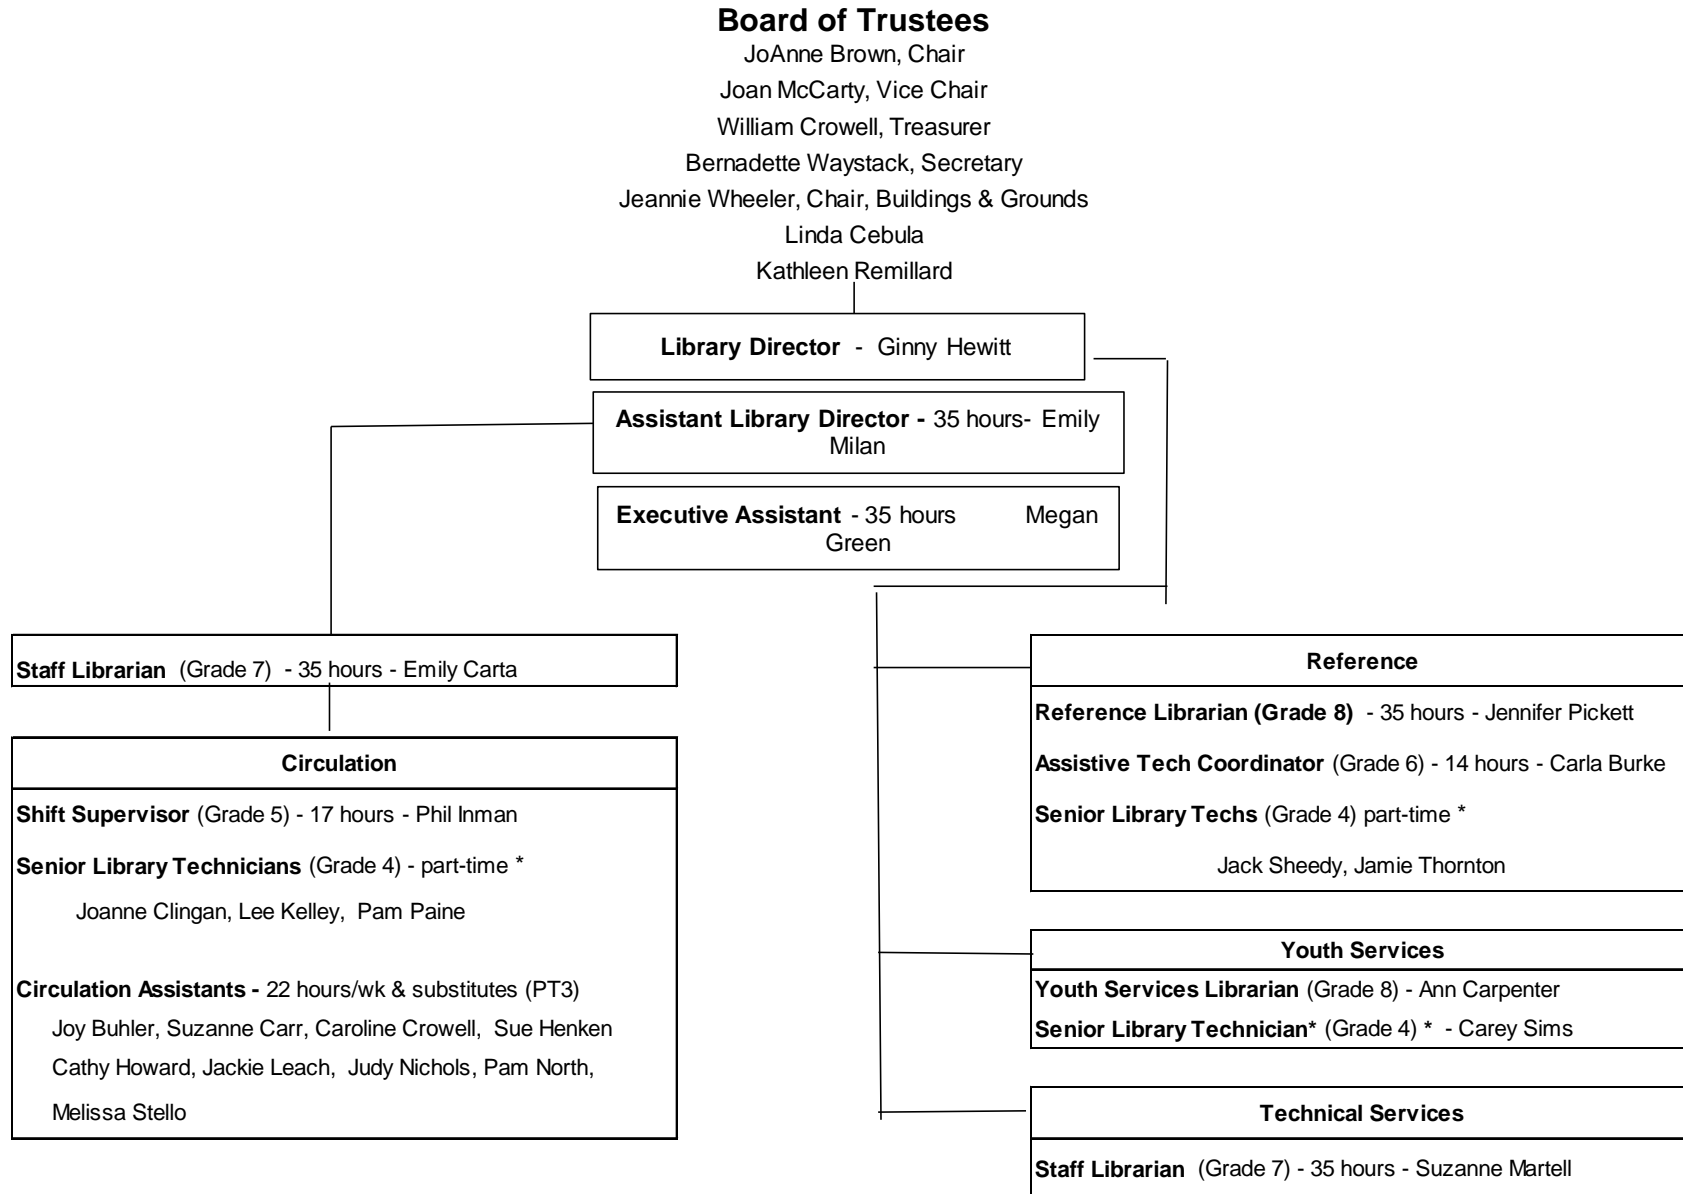 Board of Trustees
JoAnne Brown, Chair
Joan McCarty, Vice Chair
William Crowell, Treasurer
Bernadette Waystack, Secretary
Jeannie Wheeler, Chair, Buildings & Grounds
Linda Cebula
Kathleen Remillard
Library Director - Ginny Hewitt
Assistant Library Director - 35 hours- Emily
Milan
Executive Assistant - 35 hours Megan
Green
Staff Librarian (Grade 7) - 35 hours - Emily Carta
Circulation
Shift Supervisor (Grade 5) - 17 hours - Phil Inman
Senior Library Technicians (Grade 4) - part-time *
Joanne Clingan, Lee Kelley, Pam Paine
Circulation Assistants - 22 hours/wk & substitutes (PT3)
Joy Buhler, Suzanne Carr, Caroline Crowell, Sue Henken
Cathy Howard, Jackie Leach, Judy Nichols, Pam North,
Melissa Stello
Reference
Reference Librarian (Grade 8) - 35 hours - Jennifer Pickett
Assistive Tech Coordinator (Grade 6) - 14 hours - Carla Burke
Senior Library Techs (Grade 4) part-time *
Jack Sheedy, Jamie Thornton
Youth Services
Youth Services Librarian (Grade 8) - Ann Carpenter
Senior Library Technician* (Grade 4) * - Carey Sims
Technical Services
Staff Librarian (Grade 7) - 35 hours - Suzanne Martell